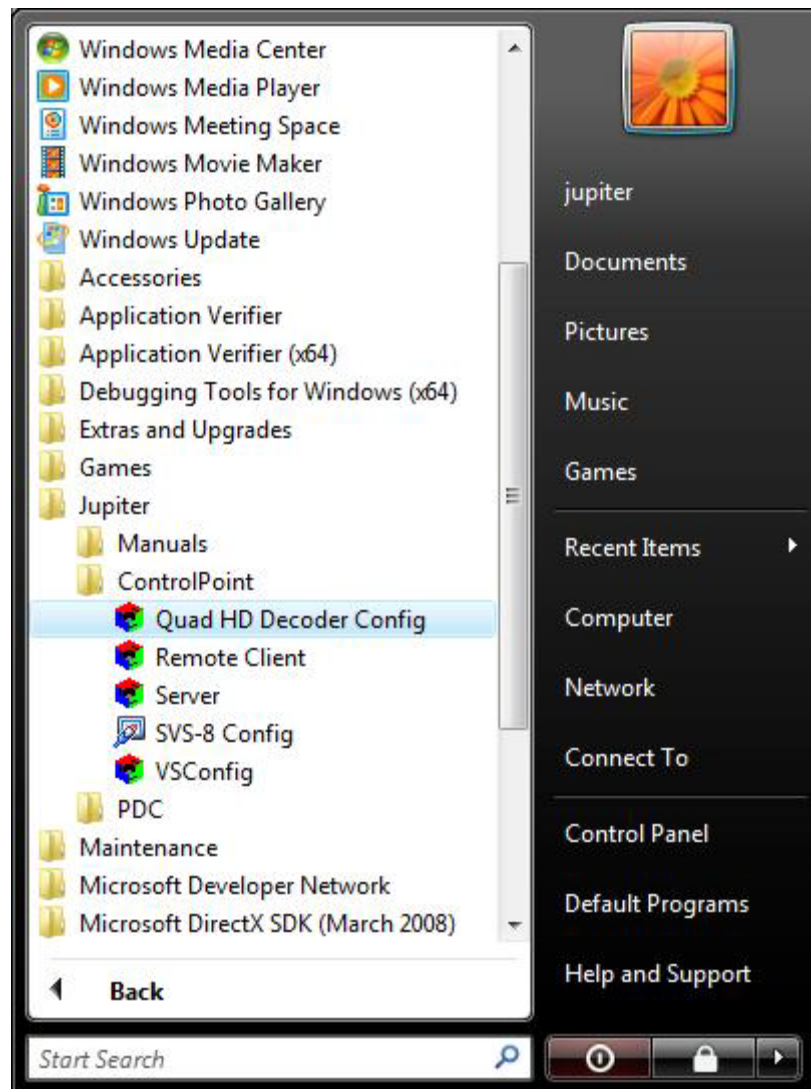 Windows Media Center
Windows Media Player
Windows Meeting Space
Windows Movie Maker
Windows Photo Gallery
Windows Update
Accessories
Application Verifier
Application Verifier (x64)
Debugging Tools for Windows (x64)
Extras and Upgrades
Games
Jupiter
Manuals
ControlPoint
Quad HD Decoder Config
Remote Client
Server
SVS-8 Config
VSConfig
PDC
Maintenance
Microsoft Developer Network
Microsoft DirectX SDK (March 2008)
Back
Start Search
jupiter
Documents
Pictures
Music
Games
Recent Items
Computer
Network
Connect To
Control Panel
Default Programs
Help and Support